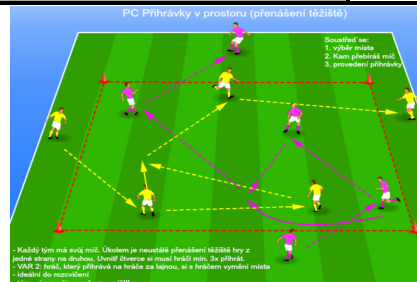 PC Přihrávky v prostoru (přenášení těžiště)
Soustřeď se:
1. výběr místa
2. Kam přebíráš míč
3. provedení přihrávky
- Každý tým má svůj míč. Úkolem je neustálé přenášení těžiště hry z
jedné strany na druhou. Uvnitř čtverce si musí hráči min. 3x přihrát.
- VAR 2: hráč, který přihrává na hráče za lajnou, si s hráčem vymění místa
- ideální do rozcvičení